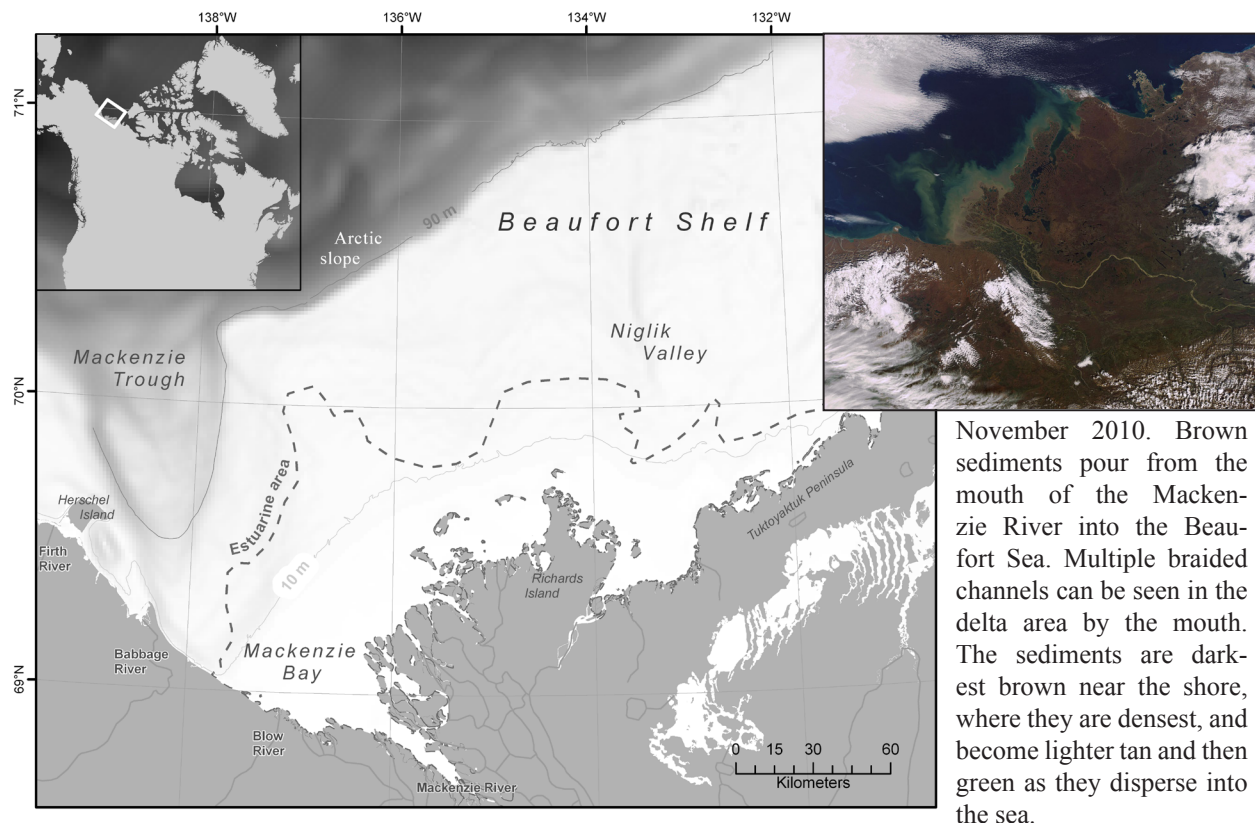 138°W
136°W
134°W
132°W
71°N
70°N
69°N
90 m
Beaufort Shelf
Arctic
slope
Mackenzie
Trough
Niglik
Valley
Estuarine area
Herschel
Island
Firth
River
10 m
Tuktoyaktuk Peninsula
Richards
Island
Babbage
River
Mackenzie
Bay
Blow
River
Mackenzie River
0 15 30 60
Kilometers
November 2010. Brown
sediments pour from the
mouth of the Macken-
zie River into the Beau-
fort Sea. Multiple braided
channels can be seen in the
delta area by the mouth.
The sediments are dark-
est brown near the shore,
where they are densest, and
become lighter tan and then
green as they disperse into
the sea.